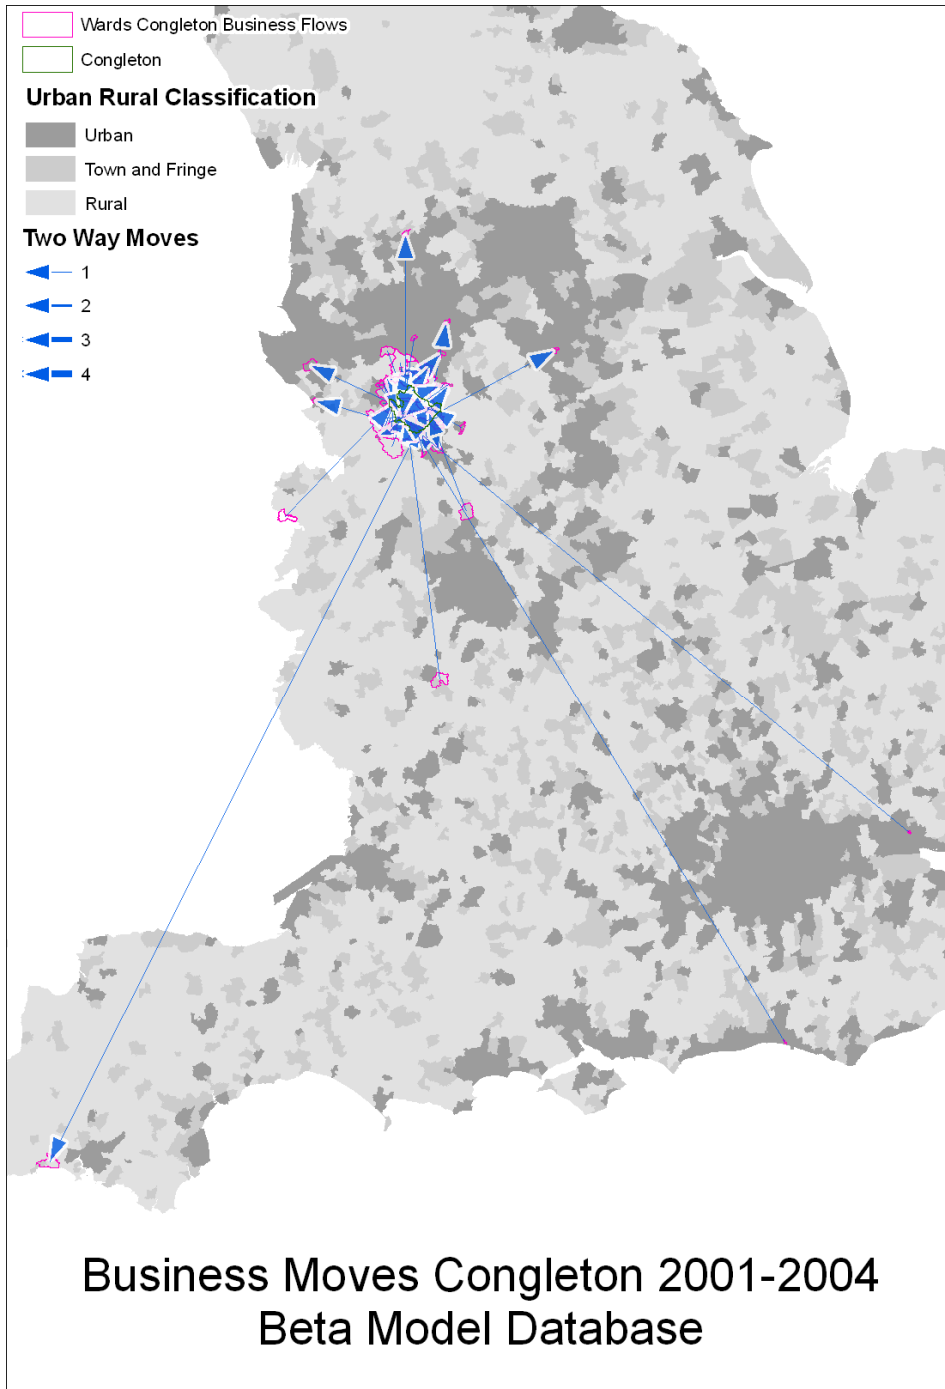 Wards Congleton Business Flows
Congleton
Urban Rural Classification
Urban
Town and Fringe
Rural
Two Way Moves
1
2
3
4
Business Moves Congleton 2001-2004
Beta Model Database